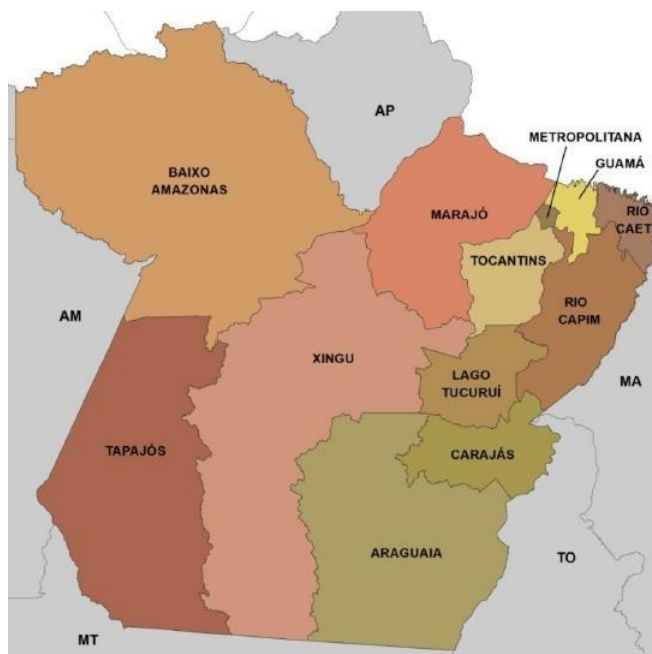 AP
METROPOLITANA
GUAMÁ
BAIXO
AMAZONAS
MARAJÓ
RIO
CAET
TOCANTINS
AM
RIO
CAPIM
XINGU
LAGO
TUCURUÍ
MA
TAPAJÓS
CARAJÁS
ARAGUAIA
TO
MT